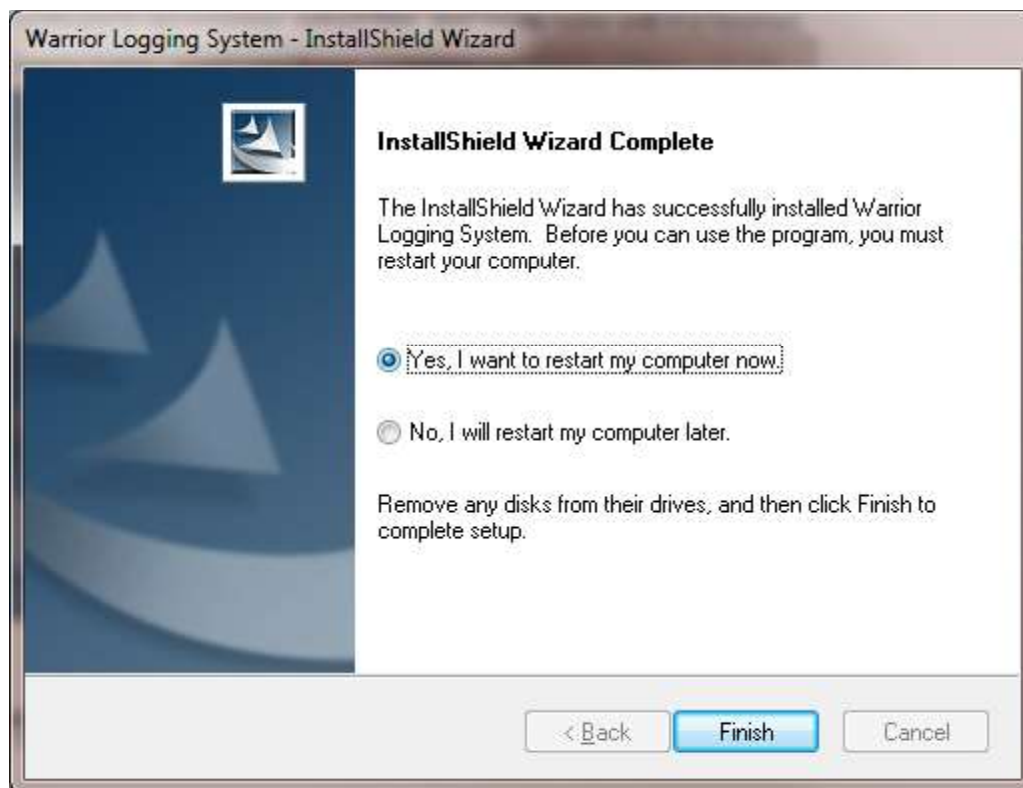 Warrior Logging System - InstallShield Wizard
InstallShield Wizard Complete
The InstallShield Wizard has successfully installed Warrior
Logging System.  Before you can use the program, you must
restart your computer.
Yes, I want to restart my computer now.
No, I will restart my computer later.
Remove any disks from their drives, and then click Finish to
complete setup.
< Back
Finish
Cancel